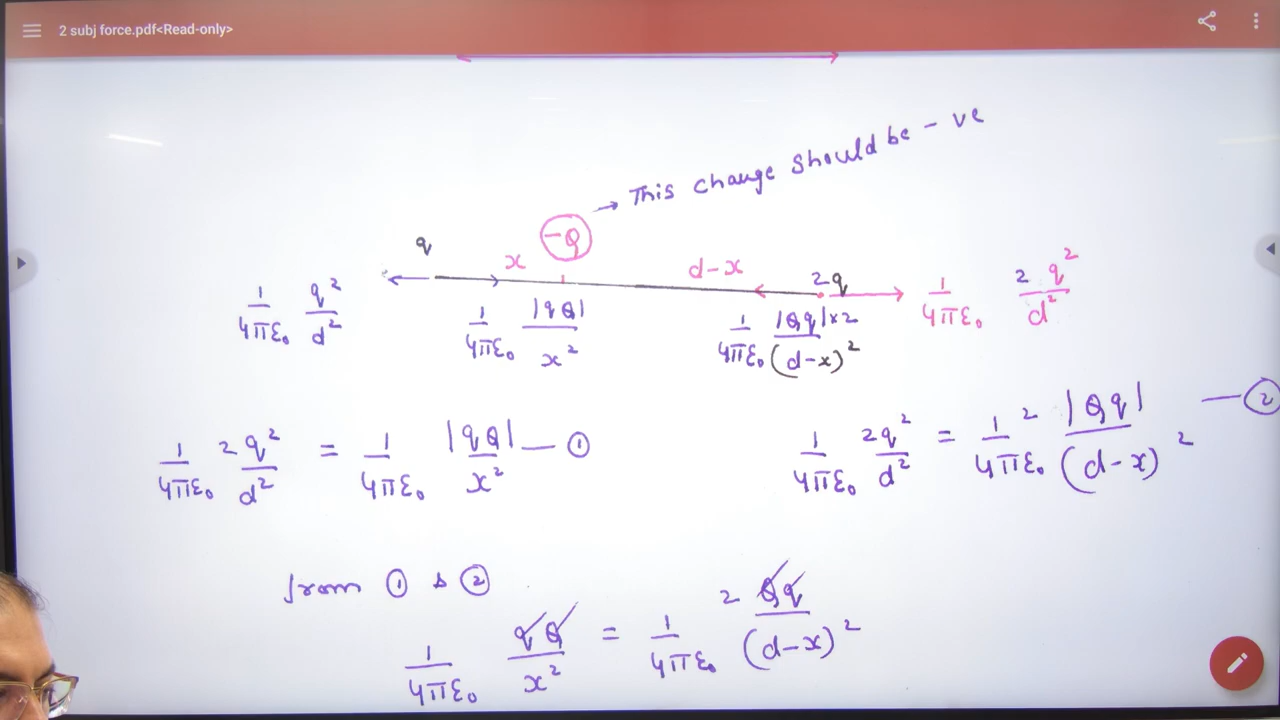 2 subj force.pdf<Read-only>
→ This change should be - ve
-Q
q x d-x 2q
1/4πε₀ q²/d² 1/4πε₀ |qQ|/x² 1/4πε₀ |Qq|×2/(d-x)² 1/4πε₀ 2q²/d²
1/4πε₀ 2q²/d² = 1/4πε₀ |qQ|/x² — ① 1/4πε₀ 2q²/d² = 1/4πε₀ 2|Qq|/(d-x)² — ②
from ① & ②
1/4πε₀ qQ/x² = 1/4πε₀ 2Qq/(d-x)²